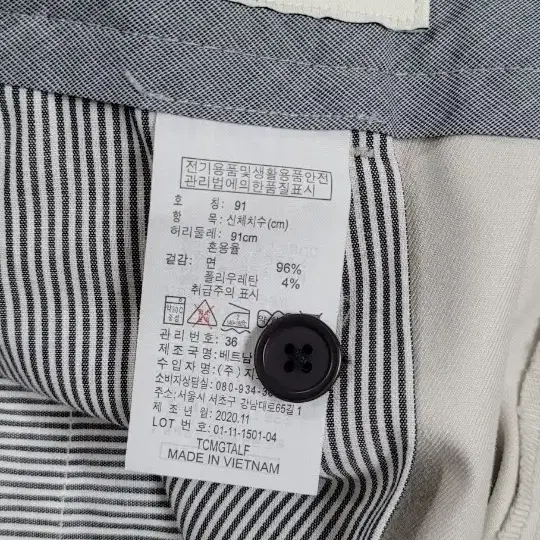 전기용품및생활용품안전
관리법에의한품질표시
호 칭: 91
항 목: 신체치수(cm)
허리둘레: 91cm
혼용율
겉감: 면 96%
폴리우레탄 4%
취급주의 표시
관리 번호: 36
제조국명: 베트남
수입자명: (주)지
소비자상담실: 080-934-36
주소: 서울시 서초구 강남대로65길 1
제조년월: 2020.11
LOT 번호: 01-11-1501-04
TCMGTALF
MADE IN VIETNAM